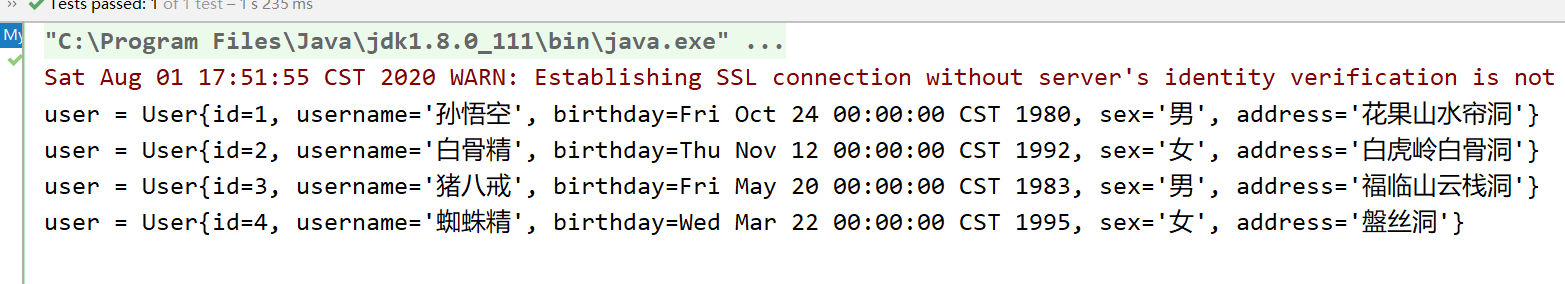 Tests passed: 1 of 1 test – 1 s 235 ms
My
"C:\Program Files\Java\jdk1.8.0_111\bin\java.exe" ...
Sat Aug 01 17:51:55 CST 2020 WARN: Establishing SSL connection without server's identity verification is not
user = User{id=1, username='孙悟空', birthday=Fri Oct 24 00:00:00 CST 1980, sex='男', address='花果山水帘洞'}
user = User{id=2, username='白骨精', birthday=Thu Nov 12 00:00:00 CST 1992, sex='女', address='白虎岭白骨洞'}
user = User{id=3, username='猪八戒', birthday=Fri May 20 00:00:00 CST 1983, sex='男', address='福临山云栈洞'}
user = User{id=4, username='蜘蛛精', birthday=Wed Mar 22 00:00:00 CST 1995, sex='女', address='盤丝洞'}